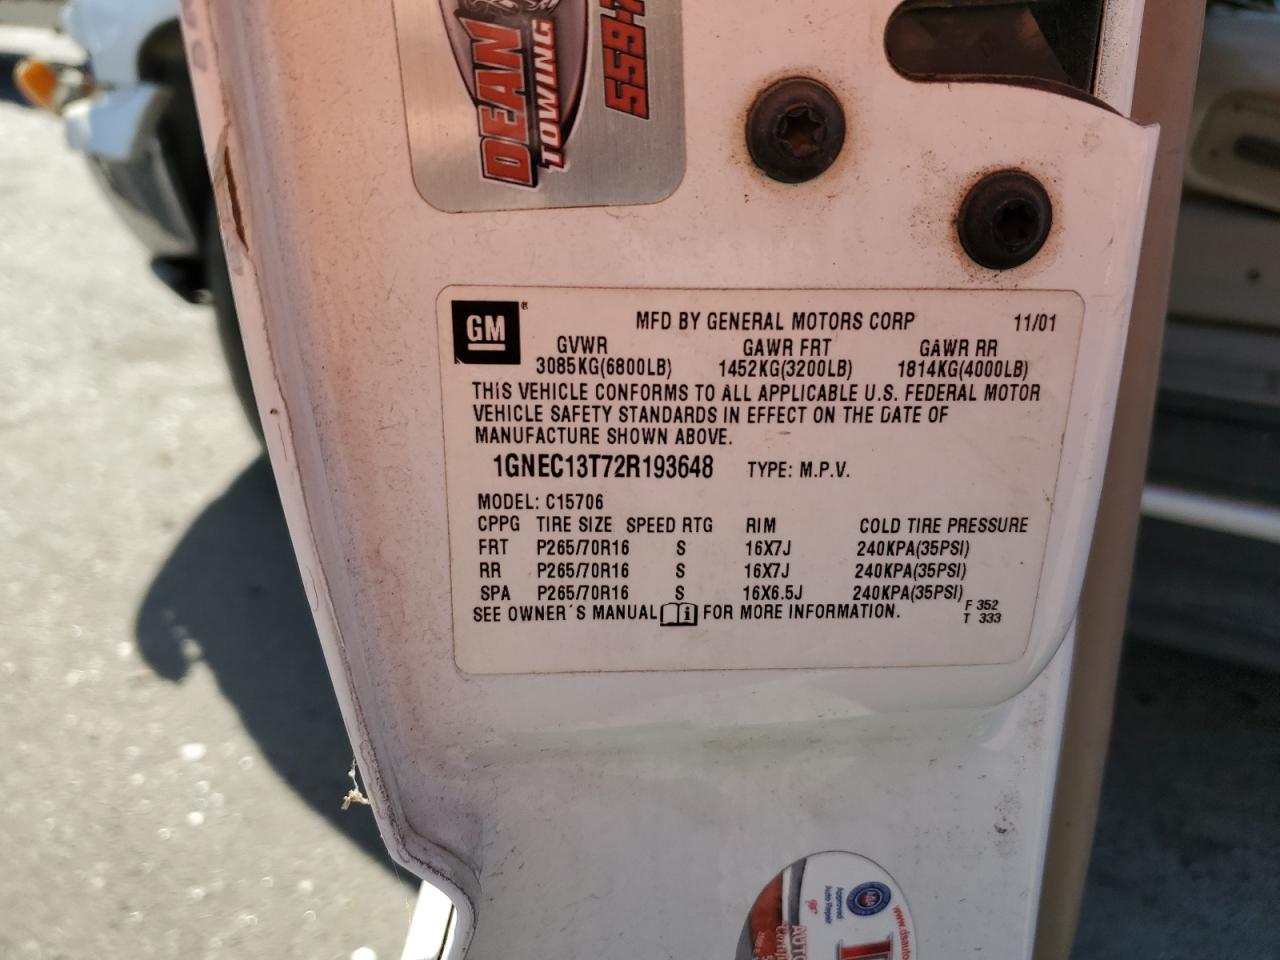 DEAN
TOWING
559-7
GM®
MFD BY GENERAL MOTORS CORP 11/01
GVWR GAWR FRT GAWR RR
3085KG(6800LB) 1452KG(3200LB) 1814KG(4000LB)
THIS VEHICLE CONFORMS TO ALL APPLICABLE U.S. FEDERAL MOTOR
VEHICLE SAFETY STANDARDS IN EFFECT ON THE DATE OF
MANUFACTURE SHOWN ABOVE.
1GNEC13T72R193648 TYPE: M.P.V.
MODEL: C15706
CPPG TIRE SIZE SPEED RTG RIM COLD TIRE PRESSURE
FRT P265/70R16 S 16X7J 240KPA(35PSI)
RR P265/70R16 S 16X7J 240KPA(35PSI)
SPA P265/70R16 S 16X6.5J 240KPA(35PSI)
SEE OWNER'S MANUAL i FOR MORE INFORMATION.
F 352
T 333
Approved
Auto Repair